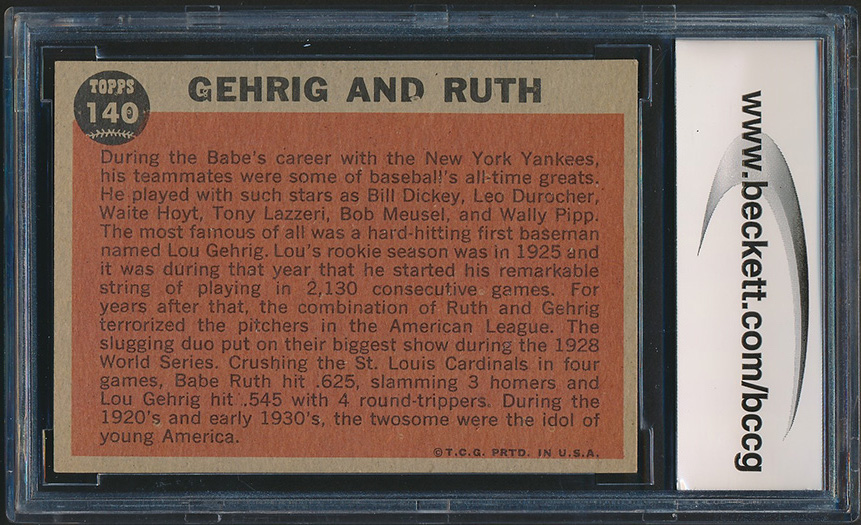 TOPPS
140
GEHRIG AND RUTH
During the Babe's career with the New York Yankees,
his teammates were some of baseball's all-time greats.
He played with such stars as Bill Dickey, Leo Durocher,
Waite Hoyt, Tony Lazzeri, Bob Meusel, and Wally Pipp.
The most famous of all was a hard-hitting first baseman
named Lou Gehrig. Lou's rookie season was in 1925 and
it was during that year that he started his remarkable
string of playing in 2,130 consecutive games. For
years after that, the combination of Ruth and Gehrig
terrorized the pitchers in the American League. The
slugging duo put on their biggest show during the 1928
World Series. Crushing the St. Louis Cardinals in four
games, Babe Ruth hit .625, slamming 3 homers and
Lou Gehrig hit .545 with 4 round-trippers. During the
1920's and early 1930's, the twosome were the idol of
young America.
©T.C.G. PRTD. IN U.S.A.
www.beckett.com/bccg